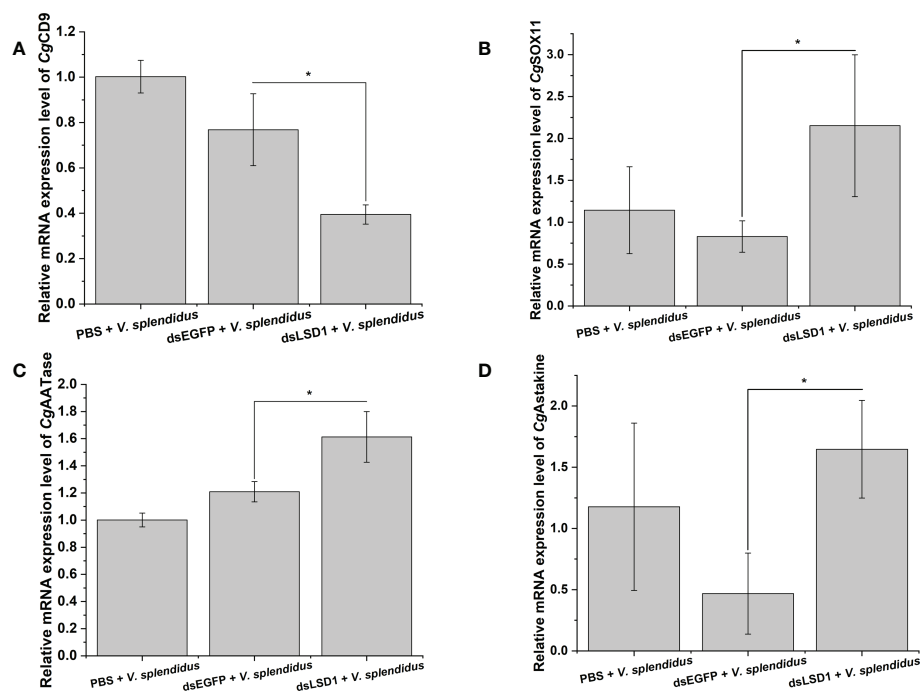 A
Relative mRNA expression level of CgCD9
1.2
1.0
0.8
0.6
0.4
0.2
0.0
*
PBS + V. splendidus
dsEGFP + V. splendidus
dsLSD1 + V. splendidus
B
Relative mRNA expression level of CgSOX11
3.0
2.5
2.0
1.5
1.0
0.5
0.0
*
PBS + V. splendidus
dsEGFP + V. splendidus
dsLSD1 + V. splendidus
C
Relative mRNA expression level of CgAATase
2.0
1.8
1.6
1.4
1.2
1.0
0.8
0.6
0.4
0.2
0.0
*
PBS + V. splendidus
dsEGFP + V. splendidus
dsLSD1 + V. splendidus
D
Relative mRNA expression level of CgAstakine
2.0
1.5
1.0
0.5
0.0
*
PBS + V. splendidus
dsEGFP + V. splendidus
dsLSD1 + V. splendidus